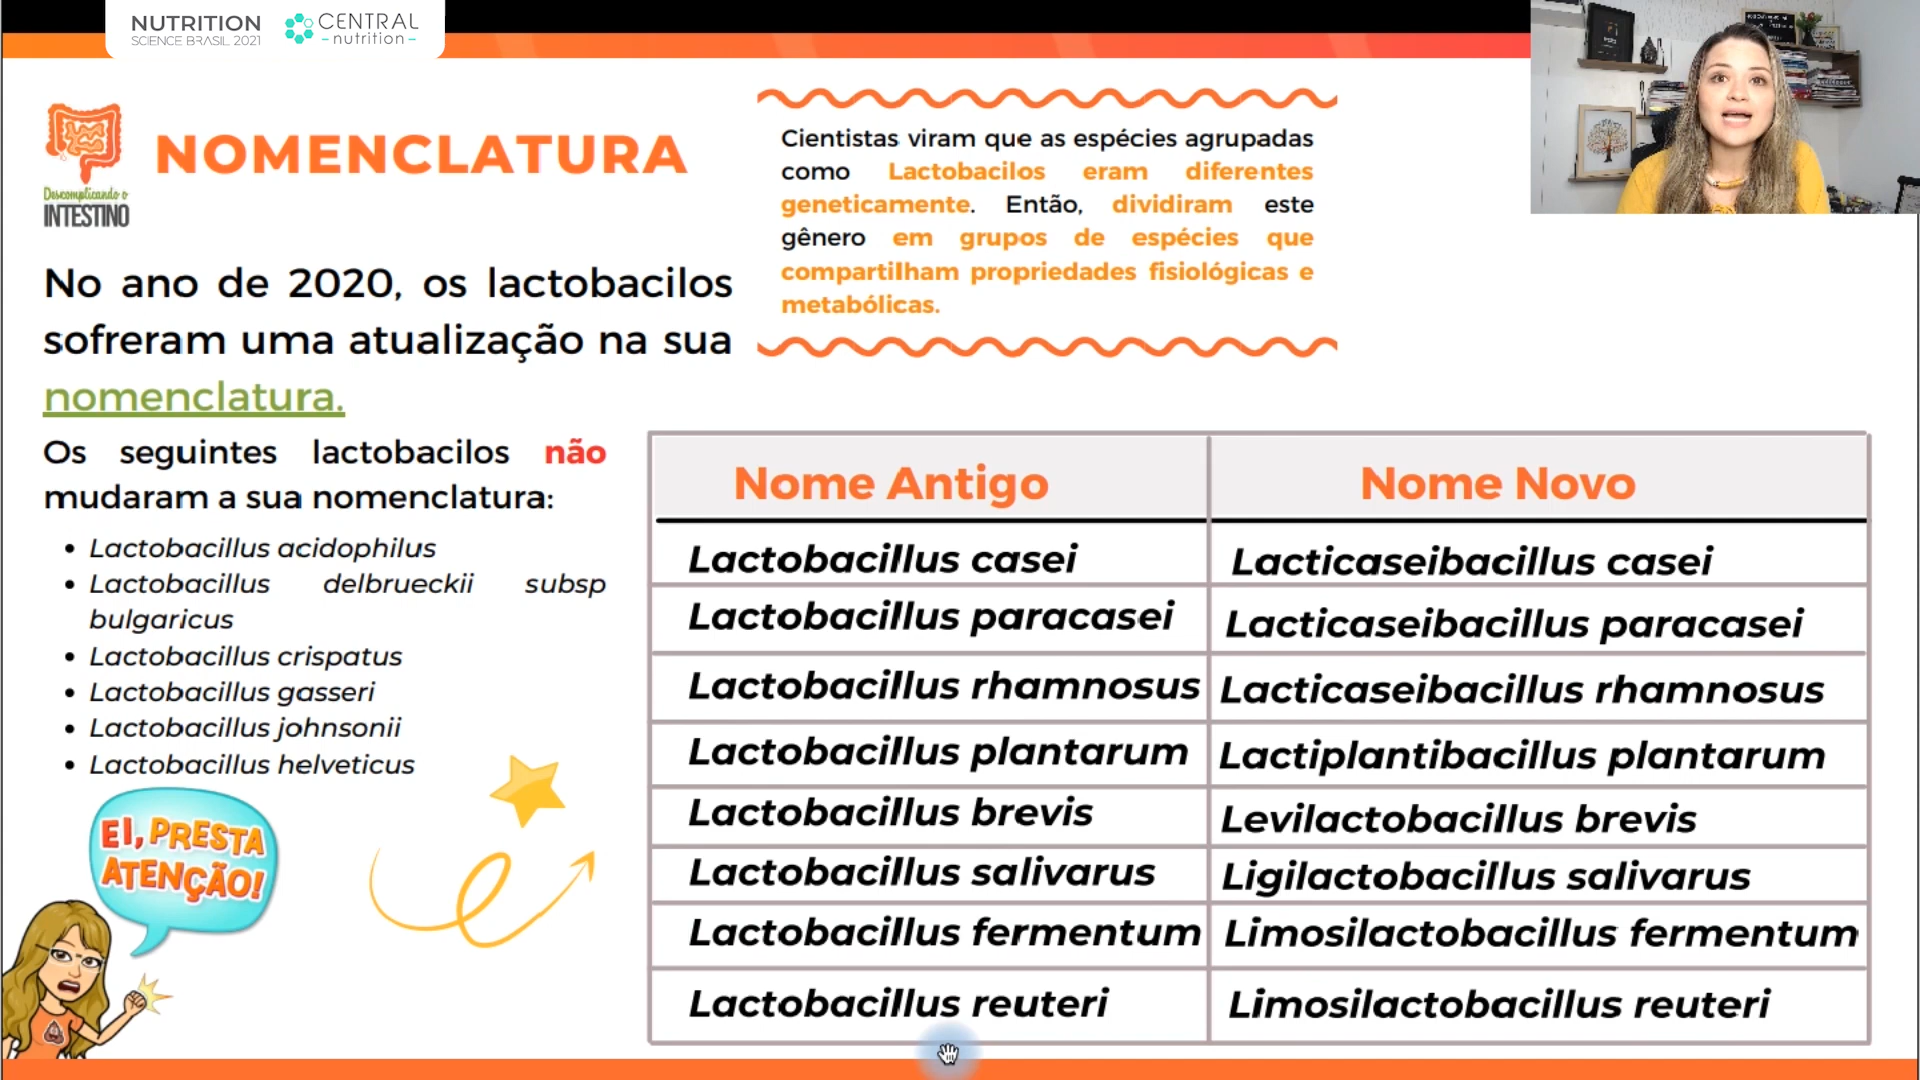 NUTRITION
SCIENCE BRASIL 2021
CENTRAL
nutrition
Descomplicando o
INTESTINO
NOMENCLATURA
Cientistas viram que as espécies agrupadas
como Lactobacilos eram diferentes
geneticamente. Então, dividiram este
gênero em grupos de espécies que
compartilham propriedades fisiológicas e
metabólicas.
No ano de 2020, os lactobacilos
sofreram uma atualização na sua
nomenclatura.
Os seguintes lactobacilos não
mudaram a sua nomenclatura:
• Lactobacillus acidophilus
• Lactobacillus delbrueckii subsp
bulgaricus
• Lactobacillus crispatus
• Lactobacillus gasseri
• Lactobacillus johnsonii
• Lactobacillus helveticus
EI, PRESTA
ATENÇÃO!
Nome Antigo Nome Novo
Lactobacillus casei Lacticaseibacillus casei
Lactobacillus paracasei Lacticaseibacillus paracasei
Lactobacillus rhamnosus Lacticaseibacillus rhamnosus
Lactobacillus plantarum Lactiplantibacillus plantarum
Lactobacillus brevis Levilactobacillus brevis
Lactobacillus salivarus Ligilactobacillus salivarus
Lactobacillus fermentum Limosilactobacillus fermentum
Lactobacillus reuteri Limosilactobacillus reuteri